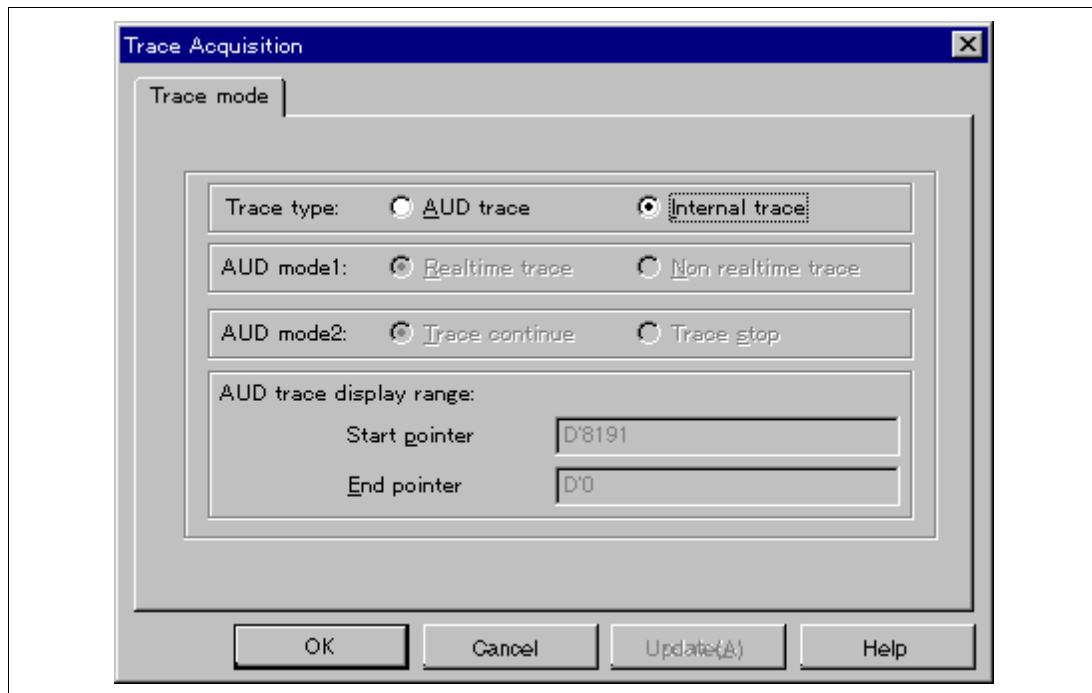 Trace Acquisition
Trace mode
Trace type: AUD trace Internal trace
AUD mode1: Realtime trace Non realtime trace
AUD mode2: Trace continue Trace stop
AUD trace display range:
Start pointer D'8191
End pointer D'0
OK Cancel Update(A) Help